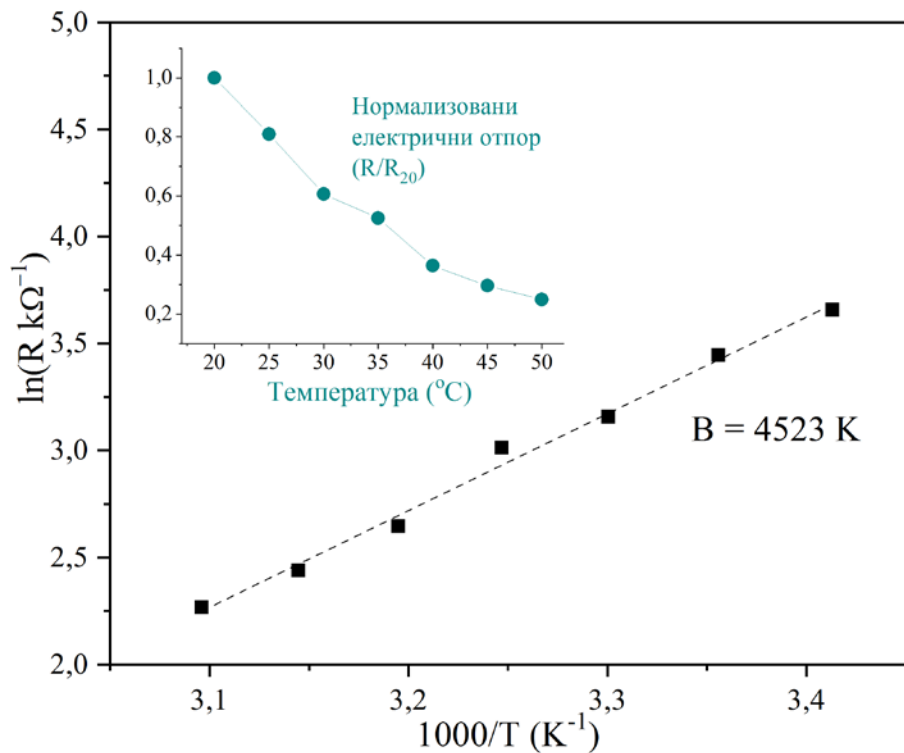 5,0
4,5
4,0
3,5
3,0
2,5
2,0
ln(R kΩ⁻¹)
1,0
0,8
0,6
0,4
0,2
Нормализовани
електрични отпор
(R/R₂₀)
20 25 30 35 40 45 50
Температура (°C)
B = 4523 K
3,1 3,2 3,3 3,4
1000/T (K⁻¹)